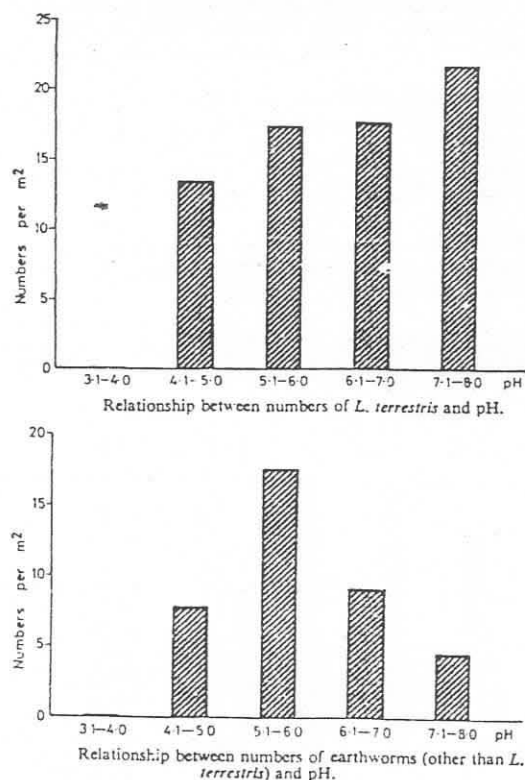 25
20
15
10
5
0
Numbers per m2
3·1–4·0 4·1–5·0 5·1–6·0 6·1–7·0 7·1–8·0 pH
Relationship between numbers of L. terrestris and pH.
20
15
10
5
0
Numbers per m2
3·1–4·0 4·1–5·0 5·1–6·0 6·1–7·0 7·1–8·0 pH
Relationship between numbers of earthworms (other than L.
terrestris) and pH.